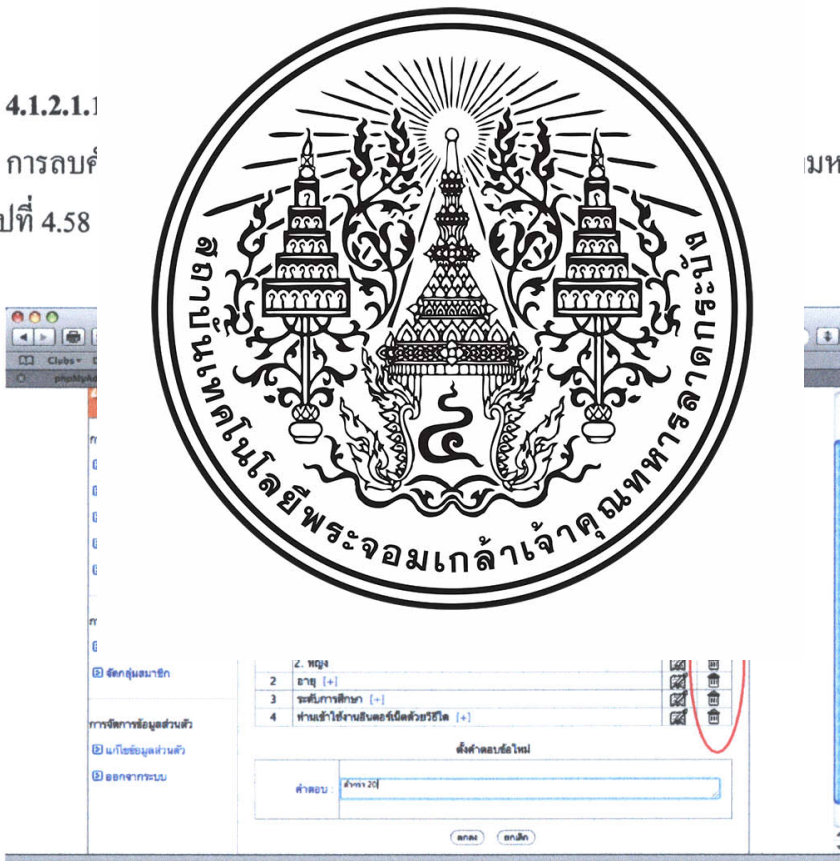 4.1.2.1.1
การลบคำ
มห
ปที่ 4.58
สถาบันเทคโนโลยีพระจอมเกล้าเจ้าคุณทหารลาดกระบัง
Clubs
จัดกลุ่มสมาชิก
การจัดการข้อมูลส่วนตัว
แก้ไขข้อมูลส่วนตัว
ออกจากระบบ
2. หญิง
2 อายุ [+]
3 ระดับการศึกษา [+]
4 ท่านเข้าใช้งานอินเตอร์เน็ตด้วยวิธีใด [+]
ตั้งคำตอบข้อใหม่
คำตอบ : ต่ำกว่า 20
ตกลง ยกเลิก